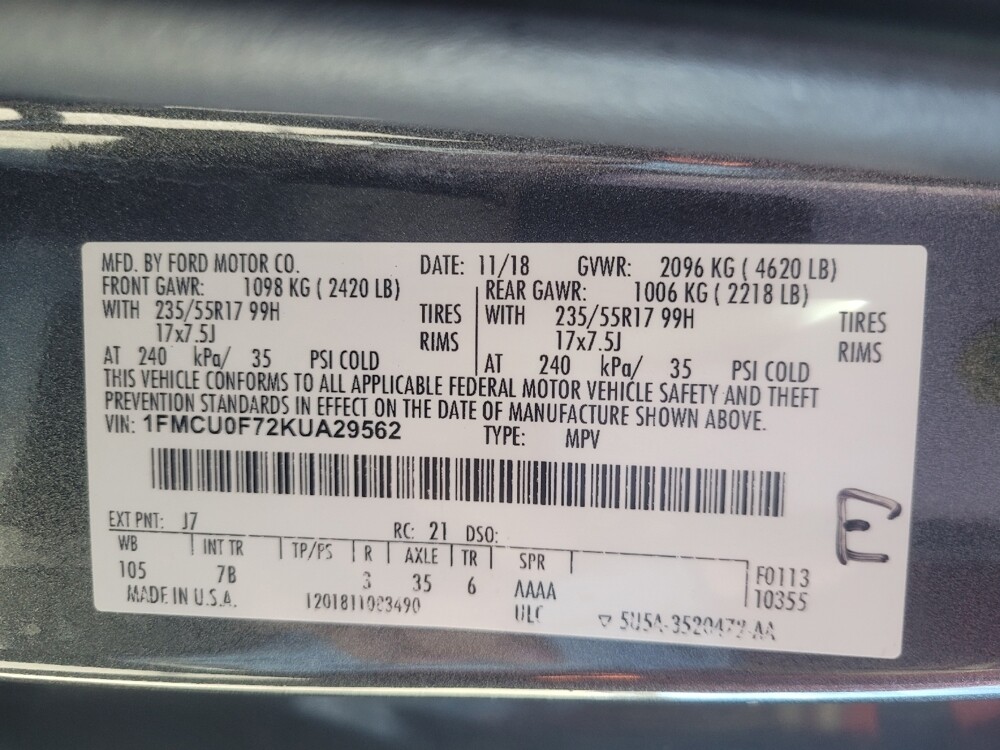 MFD. BY FORD MOTOR CO. DATE: 11/18 GVWR: 2096 KG ( 4620 LB)
FRONT GAWR: 1098 KG ( 2420 LB) REAR GAWR: 1006 KG ( 2218 LB)
WITH 235/55R17 99H TIRES WITH 235/55R17 99H TIRES
17x7.5J RIMS 17x7.5J RIMS
AT 240 kPa/ 35 PSI COLD AT 240 kPa/ 35 PSI COLD
THIS VEHICLE CONFORMS TO ALL APPLICABLE FEDERAL MOTOR VEHICLE SAFETY AND THEFT
PREVENTION STANDARDS IN EFFECT ON THE DATE OF MANUFACTURE SHOWN ABOVE.
VIN: 1FMCU0F72KUA29562 TYPE: MPV
E
EXT PNT: J7 RC: 21 DSO:
WB INT TR TP/PS R AXLE TR SPR
105 7B 3 35 6 AAAA F0113
MADE IN U.S.A. ULC 10355